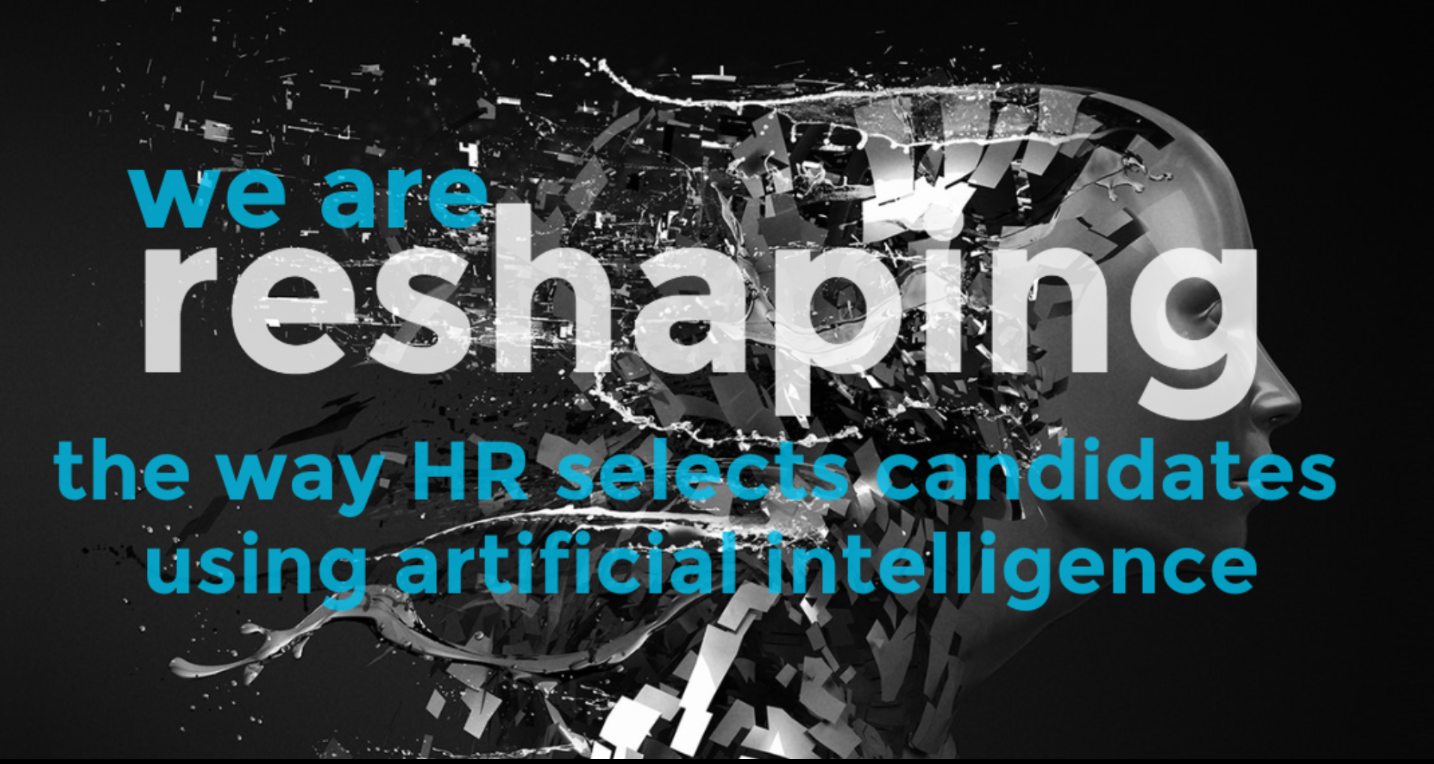 we are
reshaping
the way HR selects candidates
using artificial intelligence